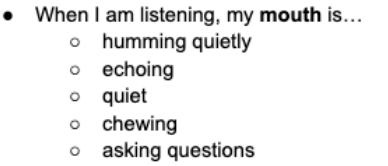 ● When I am listening, my mouth is…
○ humming quietly
○ echoing
○ quiet
○ chewing
○ asking questions